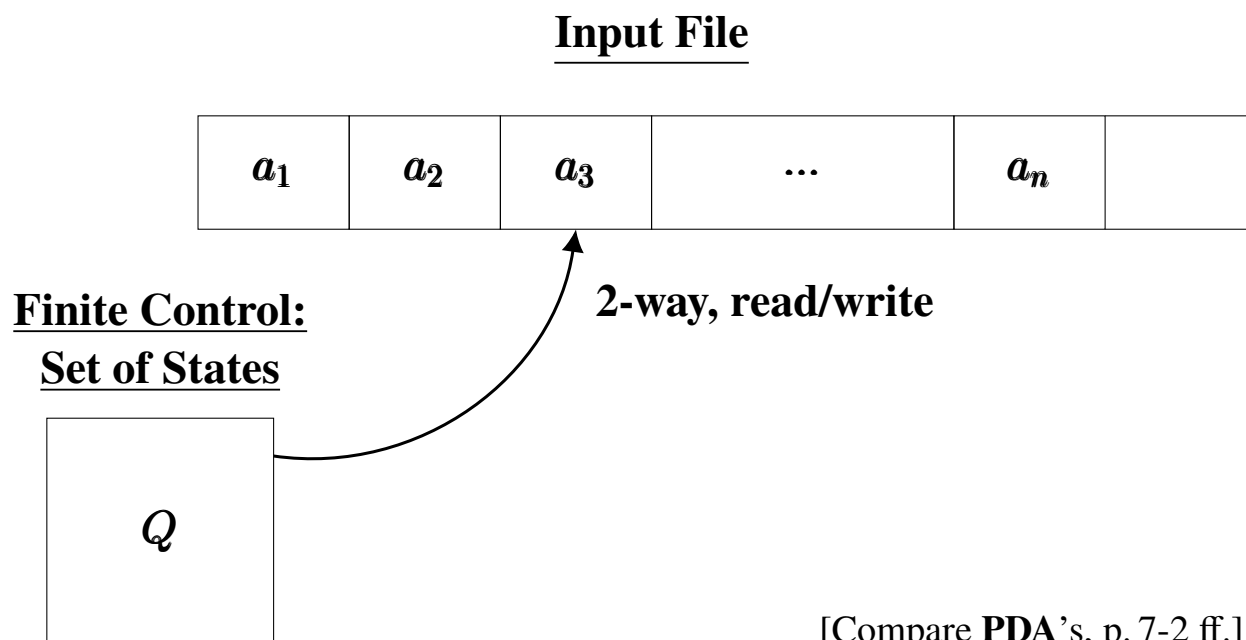 Input File
a₁ a₂ a₃ ... aₙ
2-way, read/write
Finite Control:
Set of States
Q
[Compare PDA's, p. 7-2 ff.]